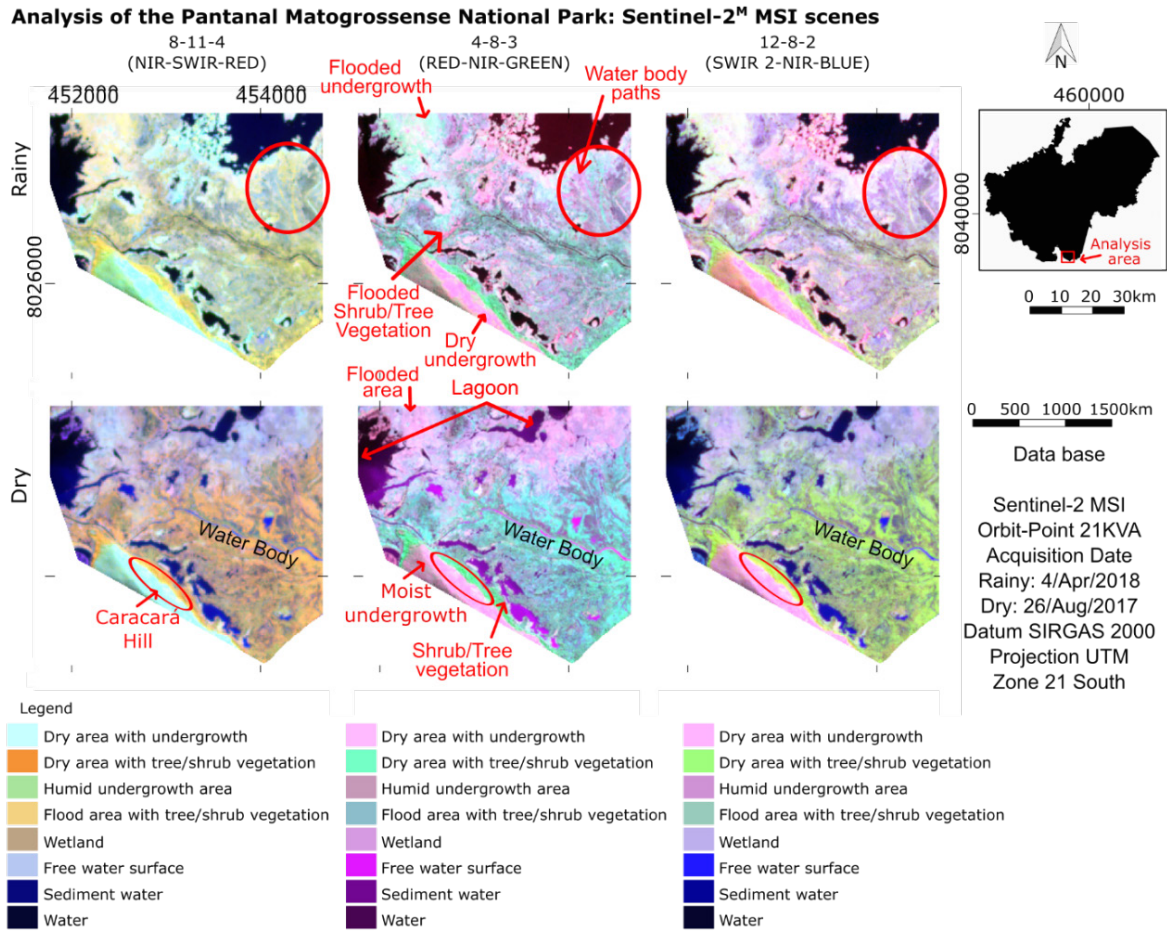 Analysis of the Pantanal Matogrossense National Park: Sentinel-2ᴹ MSI scenes
8-11-4
(NIR-SWIR-RED)
4-8-3
(RED-NIR-GREEN)
12-8-2
(SWIR 2-NIR-BLUE)
N
452000
454000
Flooded
undergrowth
Water body
paths
460000
Rainy
8026000
8040000
Analysis
area
0 10 20 30km
Flooded
Shrub/Tree
Vegetation
Dry
undergrowth
Flooded
area
Lagoon
Dry
Water Body
Water Body
Water Body
Caracará
Hill
Moist
undergrowth
Shrub/Tree
vegetation
0 500 1000 1500km
Data base
Sentinel-2 MSI
Orbit-Point 21KVA
Acquisition Date
Rainy: 4/Apr/2018
Dry: 26/Aug/2017
Datum SIRGAS 2000
Projection UTM
Zone 21 South
Legend
Dry area with undergrowth
Dry area with tree/shrub vegetation
Humid undergrowth area
Flood area with tree/shrub vegetation
Wetland
Free water surface
Sediment water
Water
Dry area with undergrowth
Dry area with tree/shrub vegetation
Humid undergrowth area
Flood area with tree/shrub vegetation
Wetland
Free water surface
Sediment water
Water
Dry area with undergrowth
Dry area with tree/shrub vegetation
Humid undergrowth area
Flood area with tree/shrub vegetation
Wetland
Free water surface
Sediment water
Water